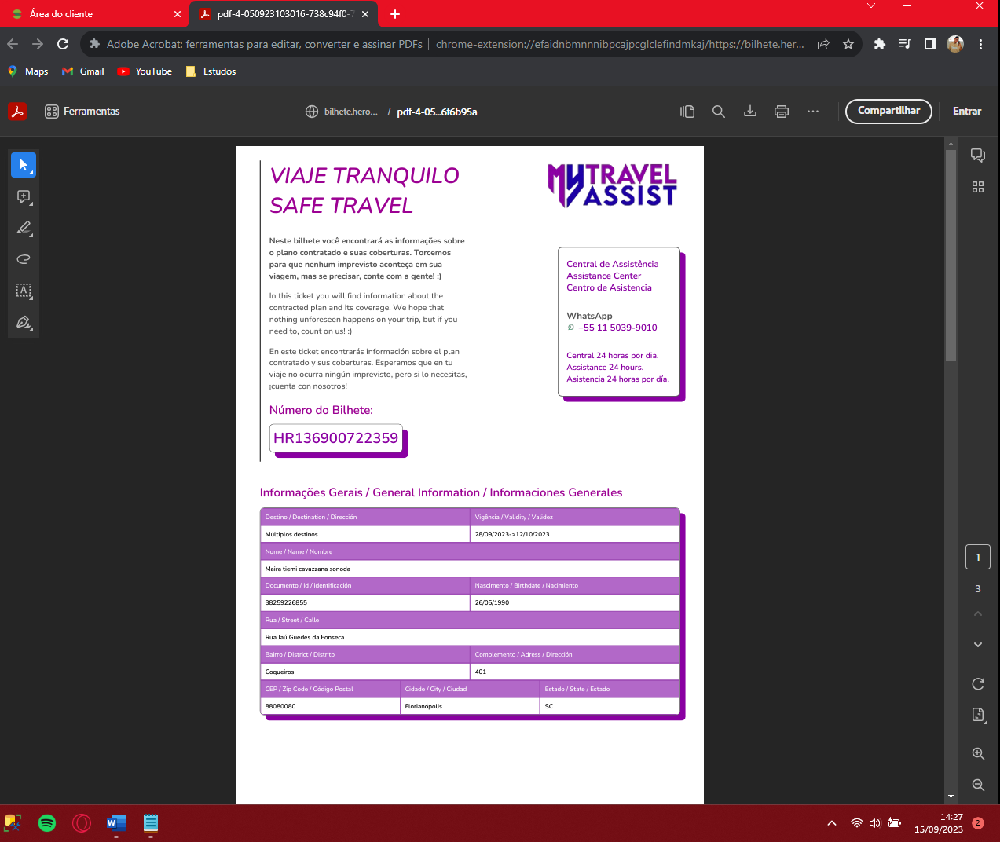 Área do cliente
pdf-4-050923103016-738c94f0-7
Adobe Acrobat: ferramentas para editar, converter e assinar PDFs
chrome-extension://efaidnbmnnnibpcajpcglclefindmkaj/https://bilhete.her...
Maps
Gmail
YouTube
Estudos
Ferramentas
bilhete.hero... / pdf-4-05...6f6b95a
Compartilhar
Entrar
VIAJE TRANQUILO
SAFE TRAVEL
MYTRAVEL
ASSIST
Neste bilhete você encontrará as informações sobre
o plano contratado e suas coberturas. Torcemos
para que nenhum imprevisto aconteça em sua
viagem, mas se precisar, conte com a gente! :)
In this ticket you will find information about the
contracted plan and its coverage. We hope that
nothing unforeseen happens on your trip, but if you
need to, count on us! :)
En este ticket encontrarás información sobre el plan
contratado y sus coberturas. Esperamos que en tu
viaje no ocurra ningún imprevisto, pero si lo necesitas,
¡cuenta con nosotros!
Central de Assistência
Assistance Center
Centro de Asistencia
WhatsApp
+55 11 5039-9010
Central 24 horas por dia.
Assistance 24 hours.
Asistencia 24 horas por día.
Número do Bilhete:
HR136900722359
Informações Gerais / General Information / Informaciones Generales
Destino / Destination / Dirección
Vigência / Validity / Validez
Múltiplos destinos
28/09/2023->12/10/2023
Nome / Name / Nombre
Maira tiemi cavazzana sonoda
Documento / Id / identificación
Nascimento / Birthdate / Nacimiento
38259226855
26/05/1990
Rua / Street / Calle
Rua Jaú Guedes da Fonseca
Bairro / District / Distrito
Complemento / Adress / Dirección
Coqueiros
401
CEP / Zip Code / Código Postal
Cidade / City / Ciudad
Estado / State / Estado
88080080
Florianópolis
SC
1
3
14:27
15/09/2023
2